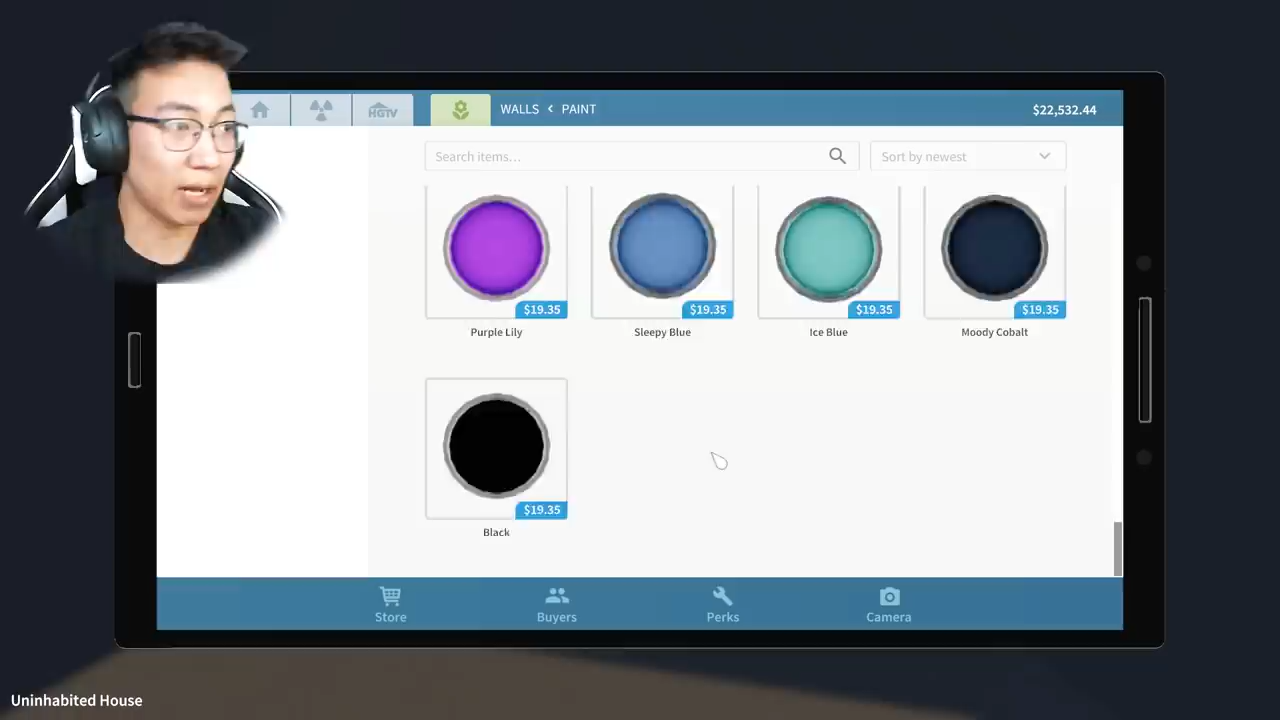 HGTV
WALLS < PAINT
$22,532.44
Search items...
Sort by newest
$19.35
$19.35
$19.35
$19.35
Purple Lily
Sleepy Blue
Ice Blue
Moody Cobalt
$19.35
Black
Store
Buyers
Perks
Camera
Uninhabited House